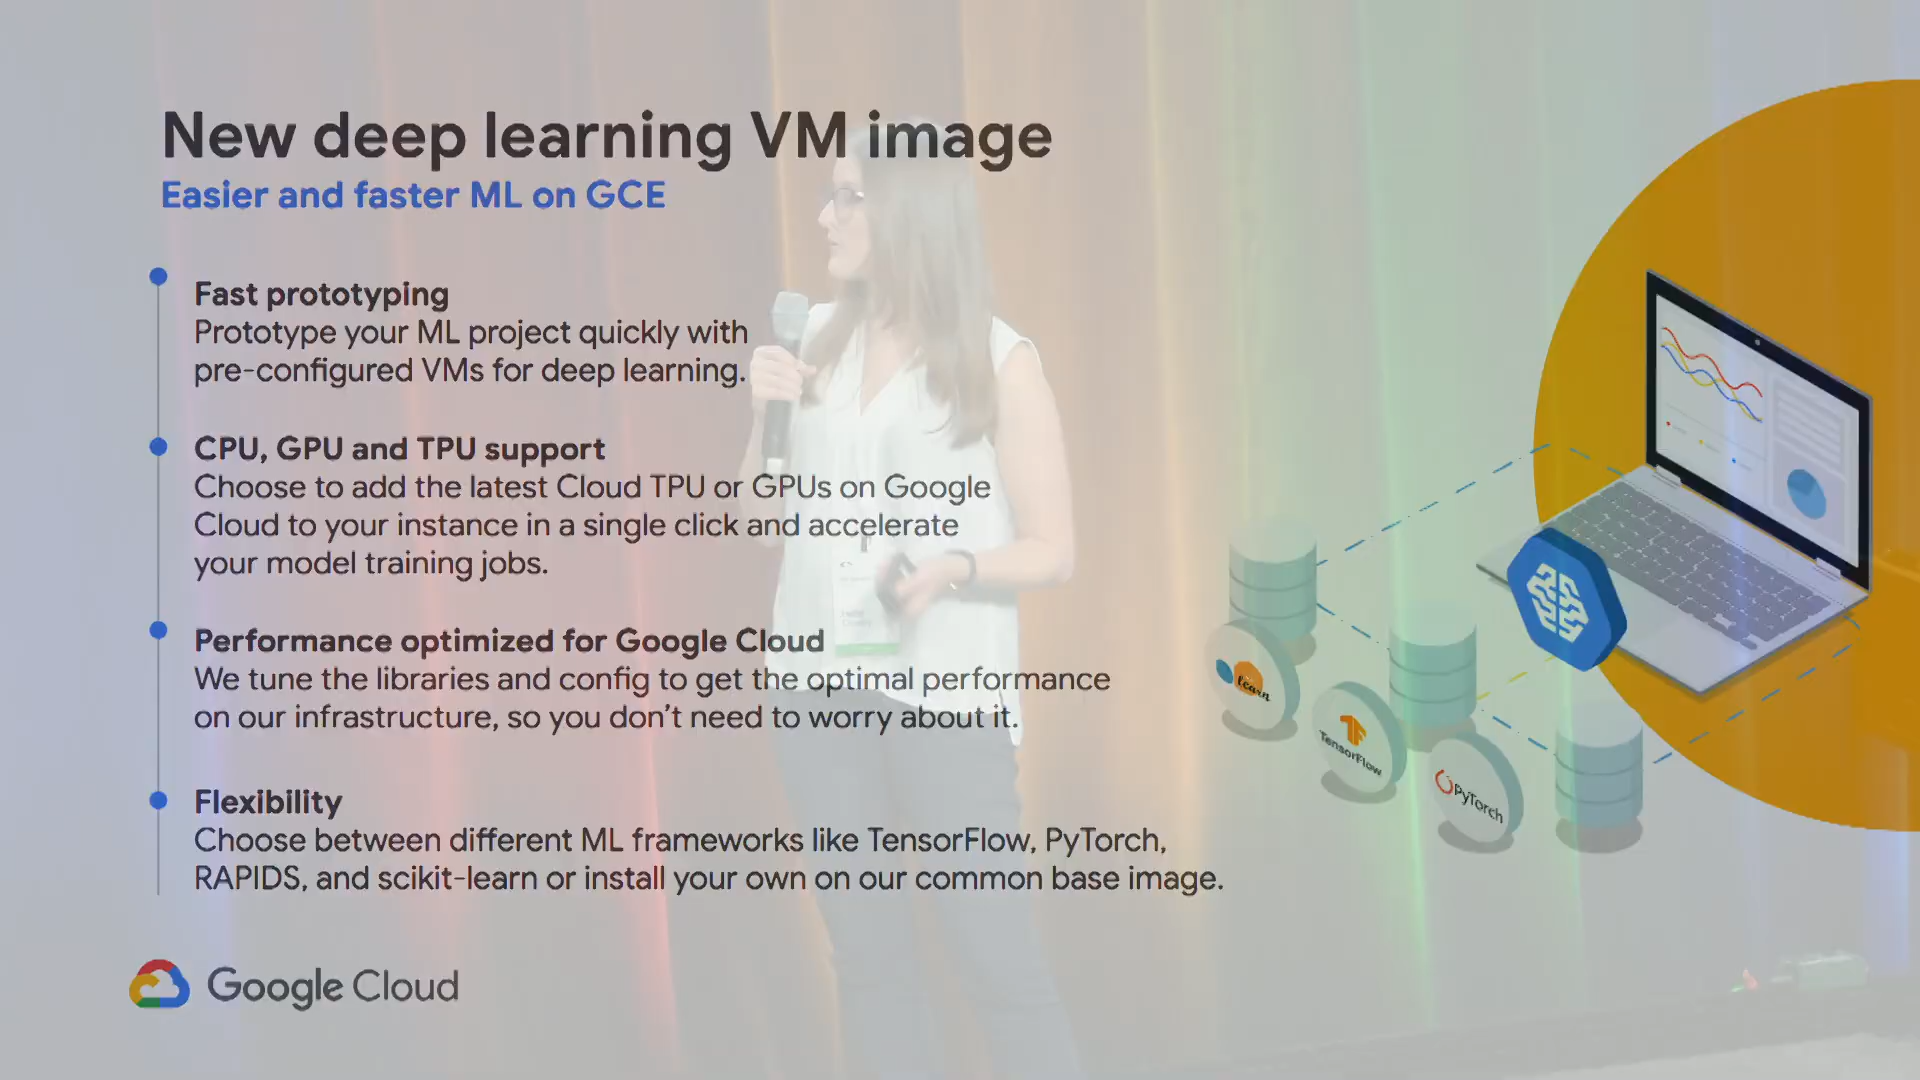 New deep learning VM image
Easier and faster ML on GCE
Fast prototyping
Prototype your ML project quickly with
pre-configured VMs for deep learning.
CPU, GPU and TPU support
Choose to add the latest Cloud TPU or GPUs on Google
Cloud to your instance in a single click and accelerate
your model training jobs.
Performance optimized for Google Cloud
We tune the libraries and config to get the optimal performance
on our infrastructure, so you don't need to worry about it.
Flexibility
Choose between different ML frameworks like TensorFlow, PyTorch,
RAPIDS, and scikit-learn or install your own on our common base image.
learn
TensorFlow
PyTorch
Google Cloud